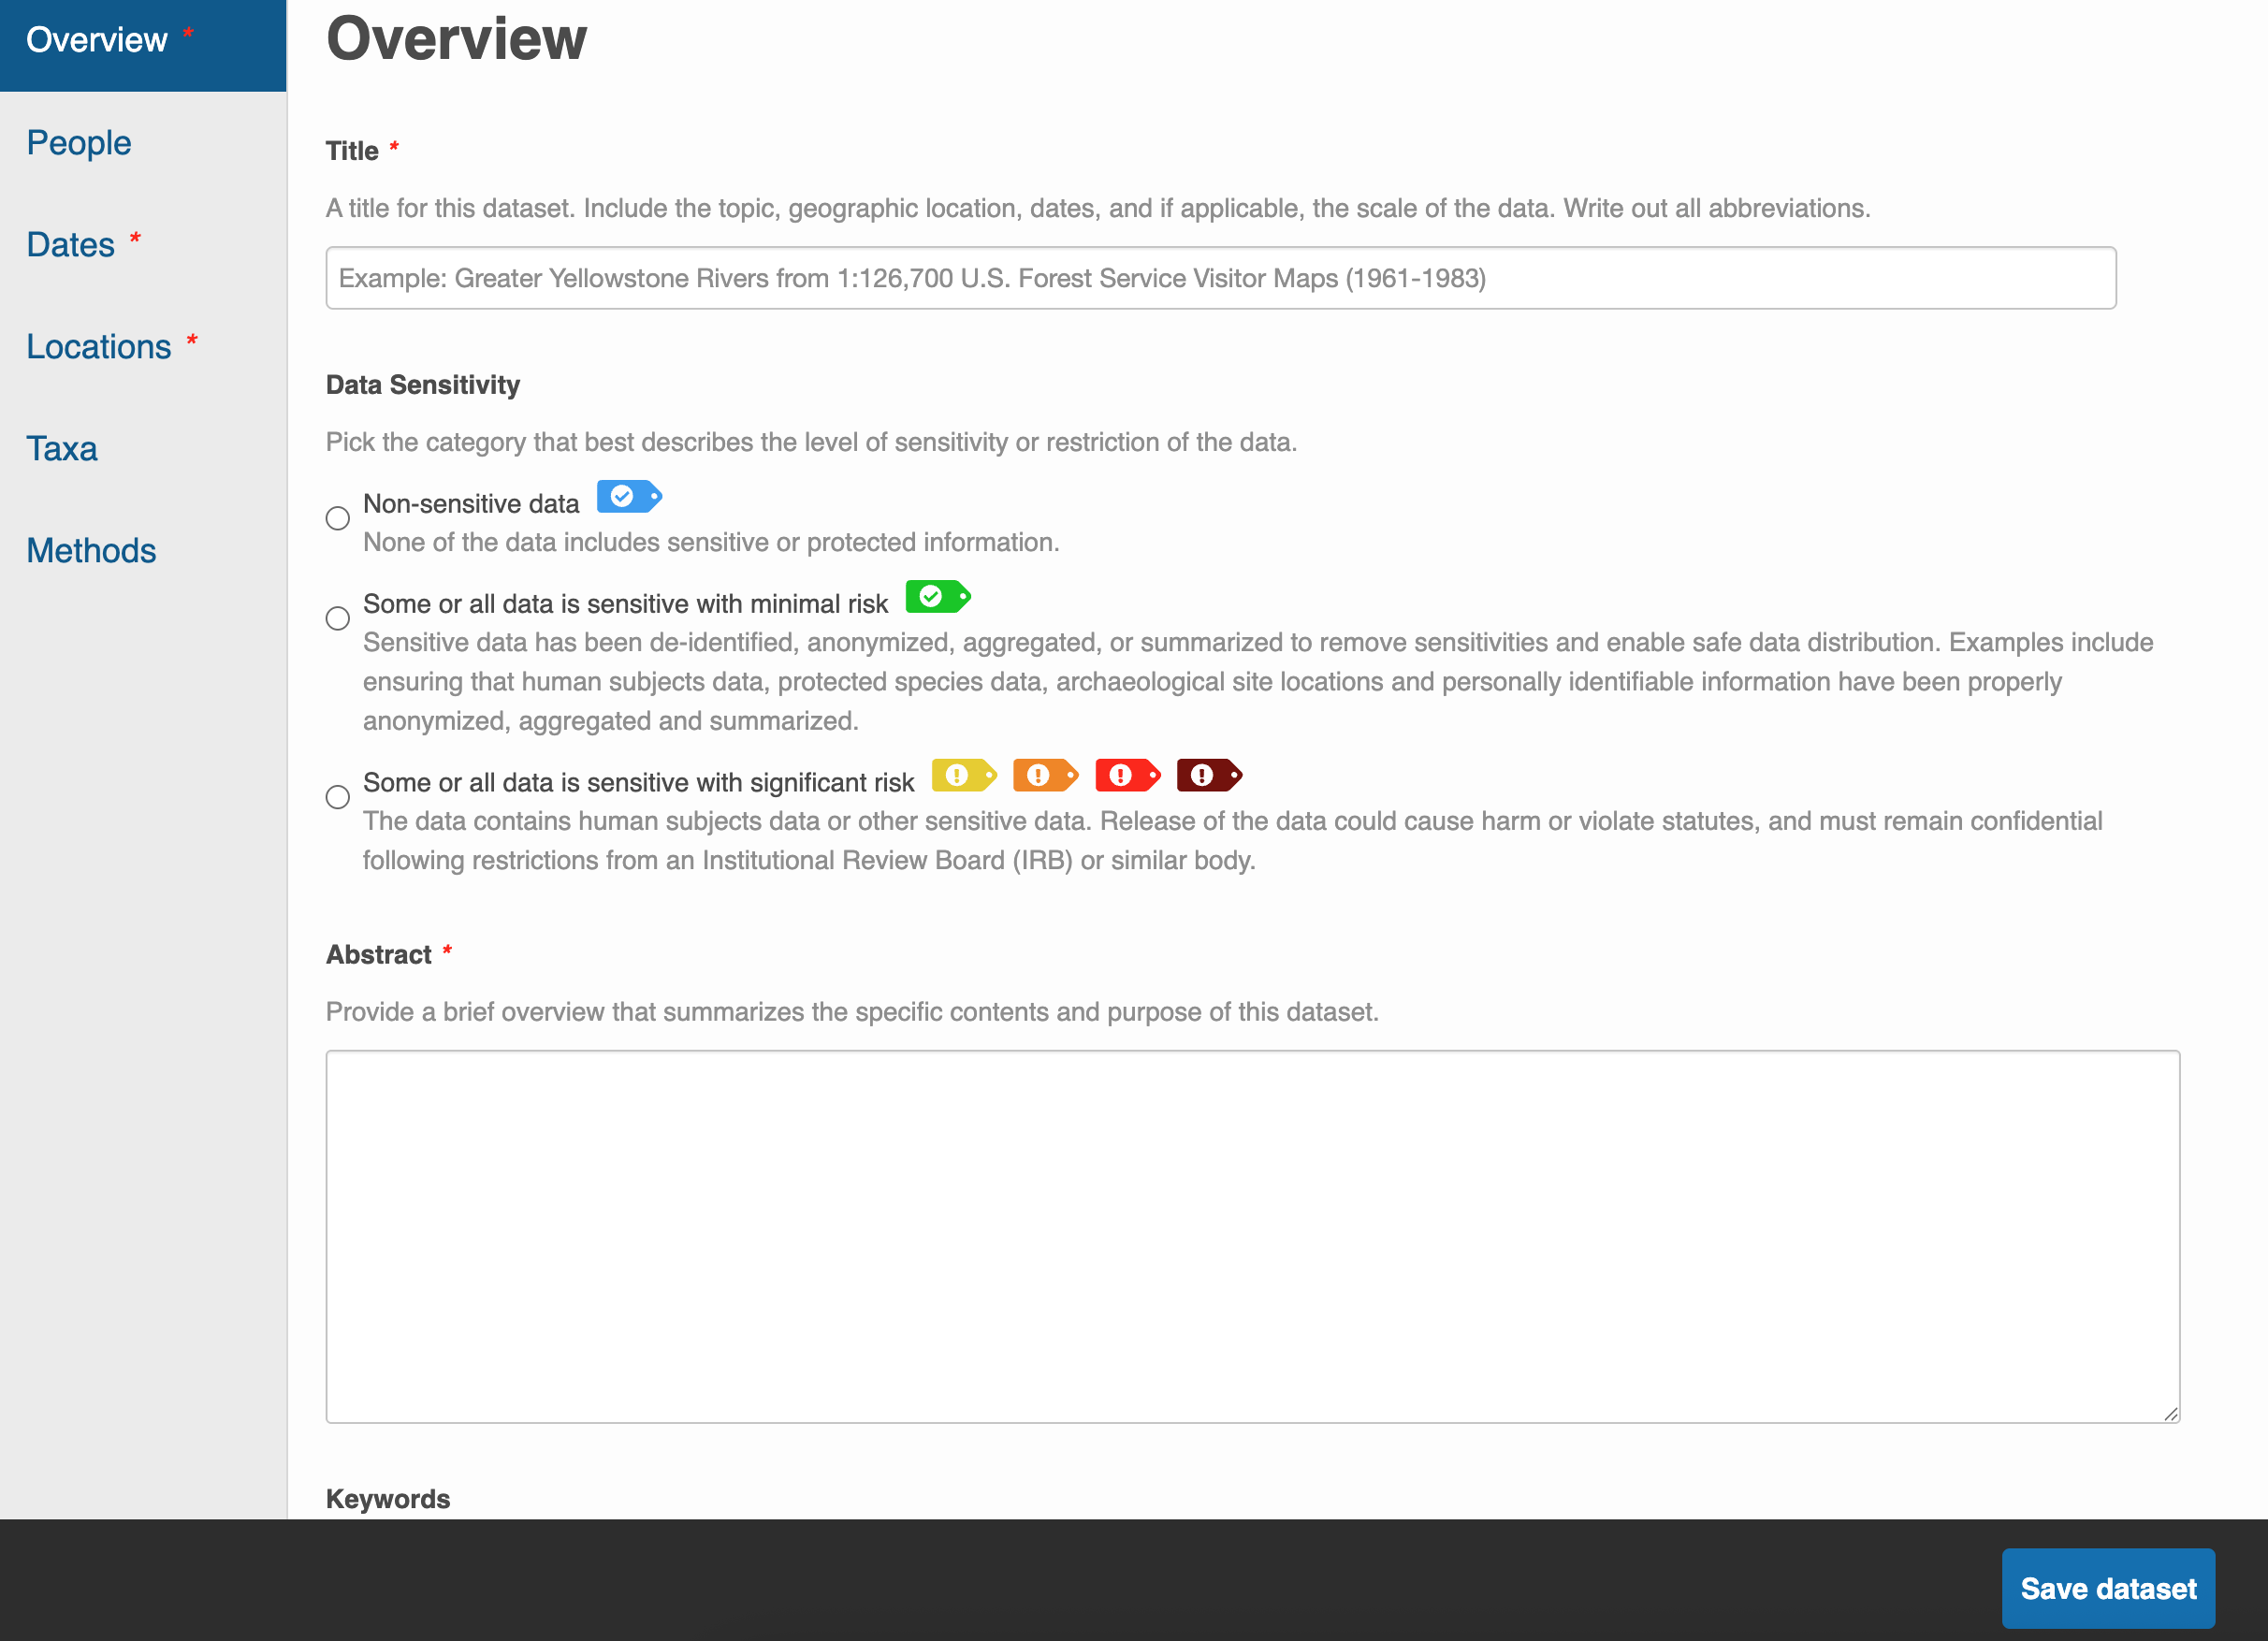 Overview *
People
Dates *
Locations *
Taxa
Methods
Overview
Title *
A title for this dataset. Include the topic, geographic location, dates, and if applicable, the scale of the data. Write out all abbreviations.
Example: Greater Yellowstone Rivers from 1:126,700 U.S. Forest Service Visitor Maps (1961-1983)
Data Sensitivity
Pick the category that best describes the level of sensitivity or restriction of the data.
Non-sensitive data
None of the data includes sensitive or protected information.
Some or all data is sensitive with minimal risk
Sensitive data has been de-identified, anonymized, aggregated, or summarized to remove sensitivities and enable safe data distribution. Examples include
ensuring that human subjects data, protected species data, archaeological site locations and personally identifiable information have been properly
anonymized, aggregated and summarized.
Some or all data is sensitive with significant risk
The data contains human subjects data or other sensitive data. Release of the data could cause harm or violate statutes, and must remain confidential
following restrictions from an Institutional Review Board (IRB) or similar body.
Abstract *
Provide a brief overview that summarizes the specific contents and purpose of this dataset.
Keywords
Save dataset